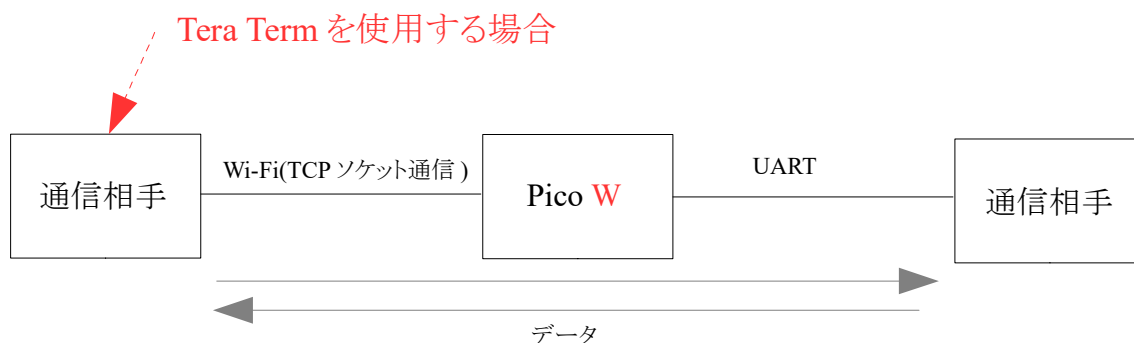 Tera Term を使用する場合
通信相手
Wi-Fi(TCP ソケット通信 )
Pico W
UART
通信相手
データ